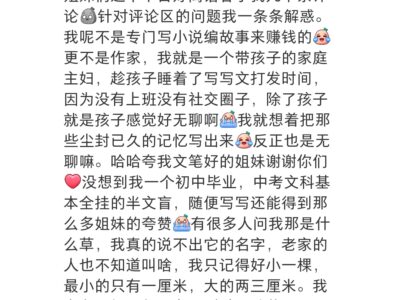 论🪨针对评论区的问题我一条条解惑。
我呢不是专门写小说编故事来赚钱的😂
更不是作家，我就是一个带孩子的家庭
主妇，趁孩子睡着了写写文打发时间，
因为没有上班没有社交圈子，除了孩子
就是孩子感觉好无聊啊 我就想着把那
些尘封已久的记忆写出来😂反正也是无
聊嘛。哈哈夸我文笔好的姐妹谢谢你们
❤️没想到我一个初中毕业，中考文科基
本全挂的半文盲，随便写写还能得到那
么多姐妹的夸赞 有很多人问我那是什
么草，我真的说不出它的名字，老家的
人也不知道叫啥，我只记得好小一棵，
最小的只有一厘米，大的两三厘米。我